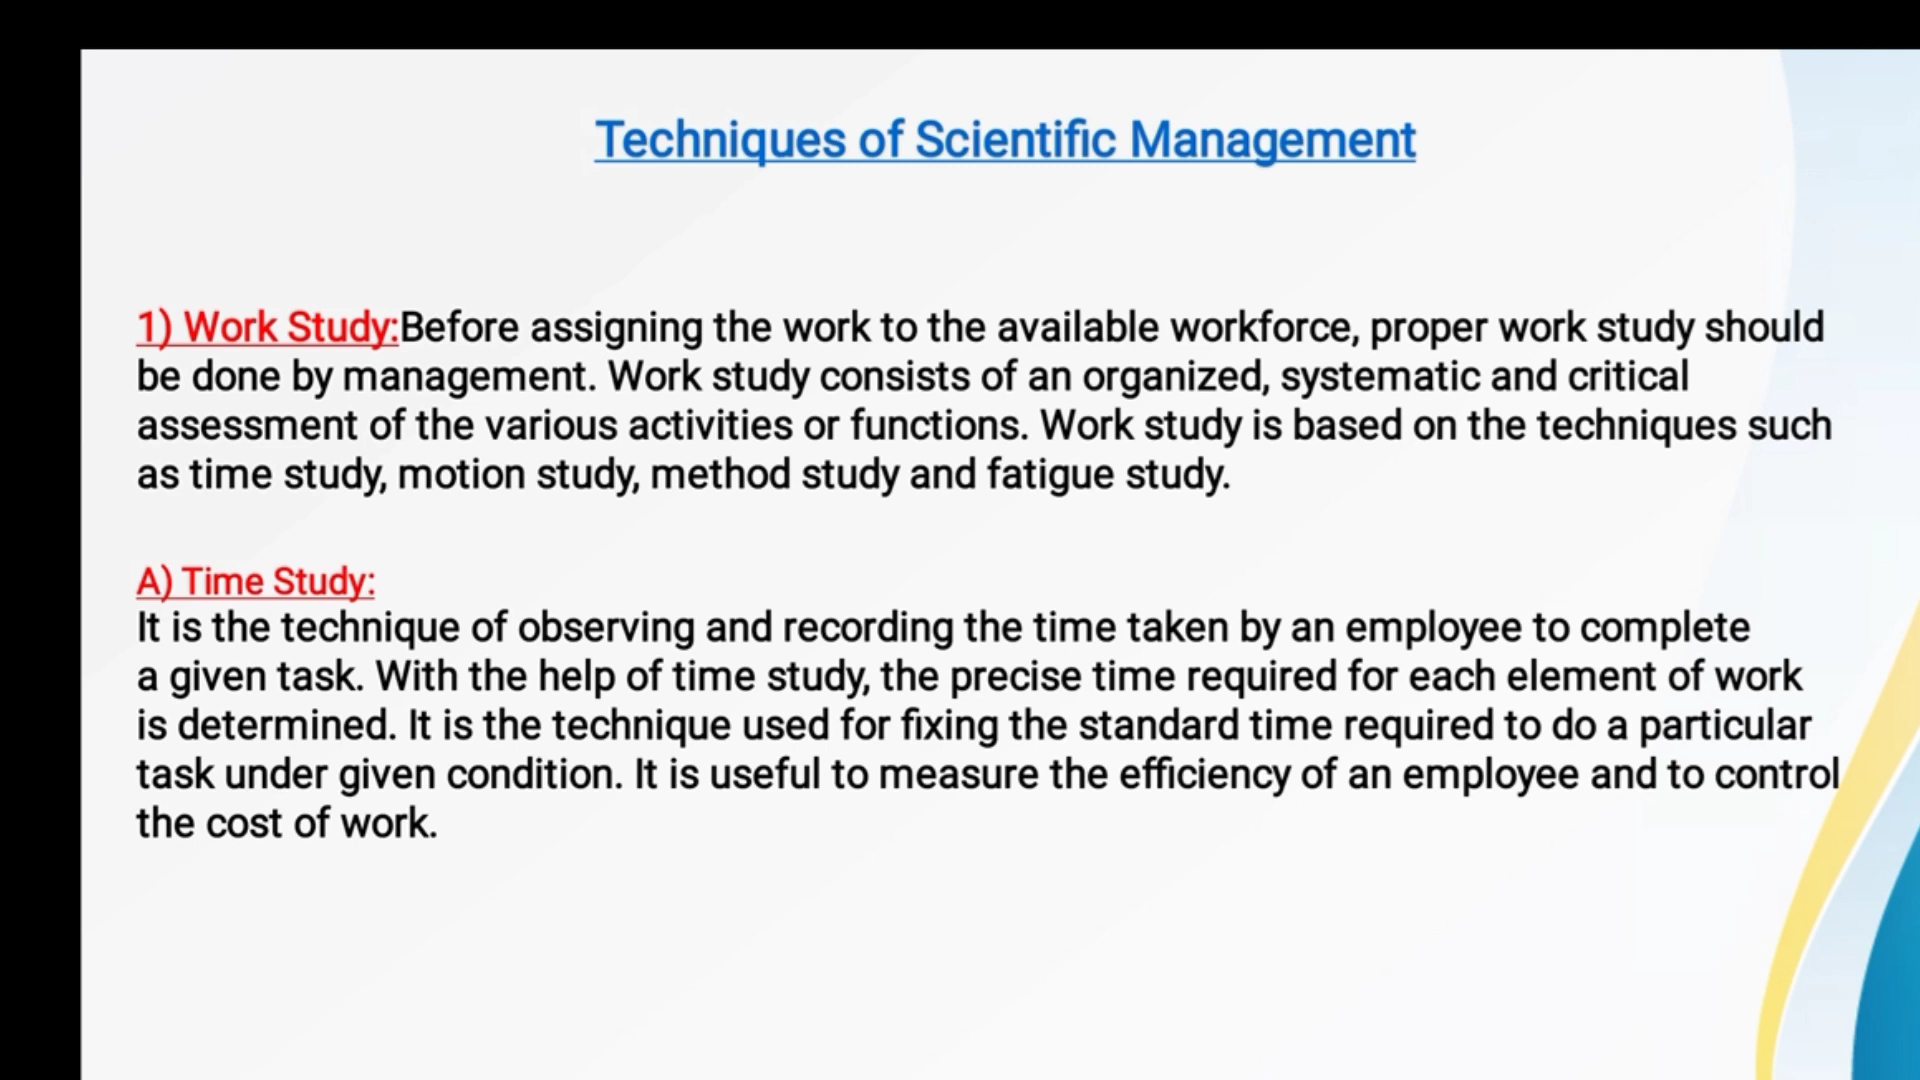 Techniques of Scientific Management
1) Work Study:Before assigning the work to the available workforce, proper work study should
be done by management. Work study consists of an organized, systematic and critical
assessment of the various activities or functions. Work study is based on the techniques such
as time study, motion study, method study and fatigue study.
A) Time Study:
It is the technique of observing and recording the time taken by an employee to complete
a given task. With the help of time study, the precise time required for each element of work
is determined. It is the technique used for fixing the standard time required to do a particular
task under given condition. It is useful to measure the efficiency of an employee and to control
the cost of work.